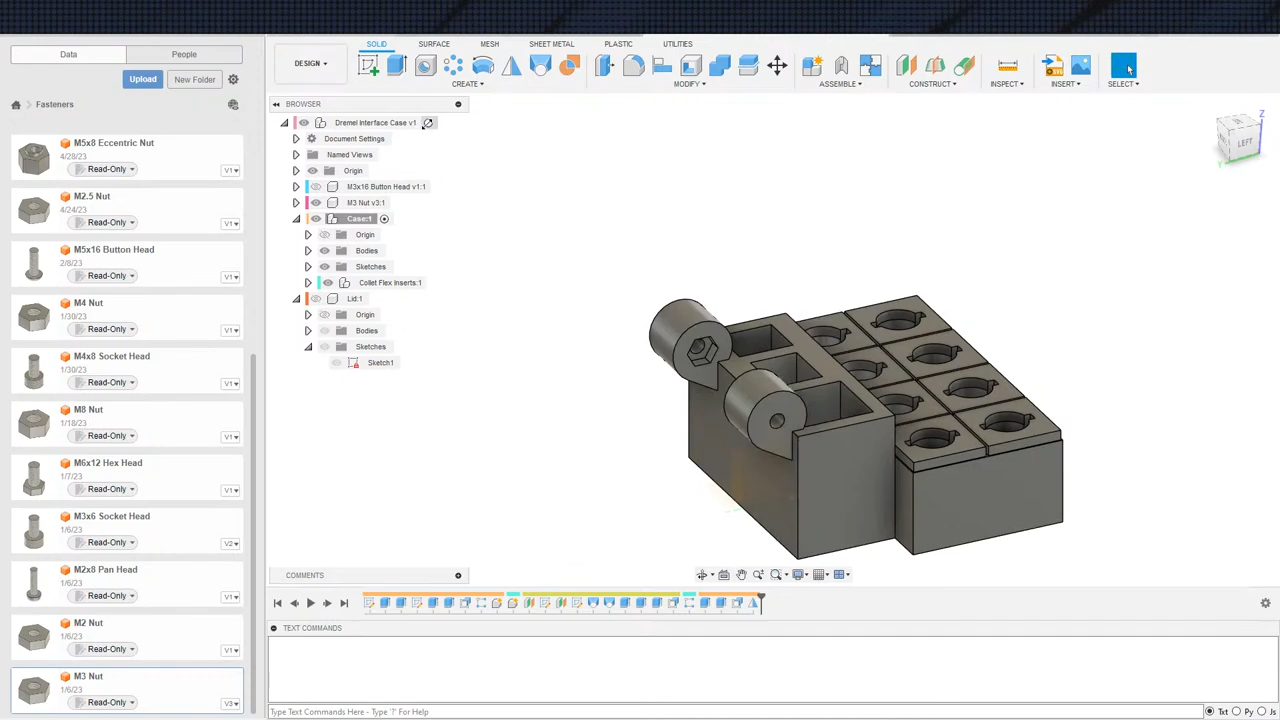 Data
People
Upload
New Folder
Fasteners
M5x8 Eccentric Nut
4/28/23
Read-Only
V1
M2.5 Nut
4/24/23
Read-Only
V1
M5x16 Button Head
2/8/23
Read-Only
V1
M4 Nut
1/30/23
Read-Only
V1
M4x8 Socket Head
1/30/23
Read-Only
V1
M8 Nut
1/18/23
Read-Only
V1
M6x12 Hex Head
1/7/23
Read-Only
V1
M3x6 Socket Head
1/6/23
Read-Only
V2
M2x8 Pan Head
1/6/23
Read-Only
V1
M2 Nut
1/6/23
Read-Only
V1
M3 Nut
1/6/23
Read-Only
V3
DESIGN
SOLID
SURFACE
MESH
SHEET METAL
PLASTIC
UTILITIES
CREATE
MODIFY
ASSEMBLE
CONSTRUCT
INSPECT
INSERT
SELECT
BROWSER
Dremel Interface Case v1
Document Settings
Named Views
Origin
M3x16 Button Head v1:1
M3 Nut v3:1
Case:1
Origin
Bodies
Sketches
Collet Flex Inserts:1
Lid:1
Origin
Bodies
Sketches
Sketch1
Z
LEFT
Y
COMMENTS
TEXT COMMANDS
Type Text Commands Here - Type '?' For Help
Txt
Py
Js